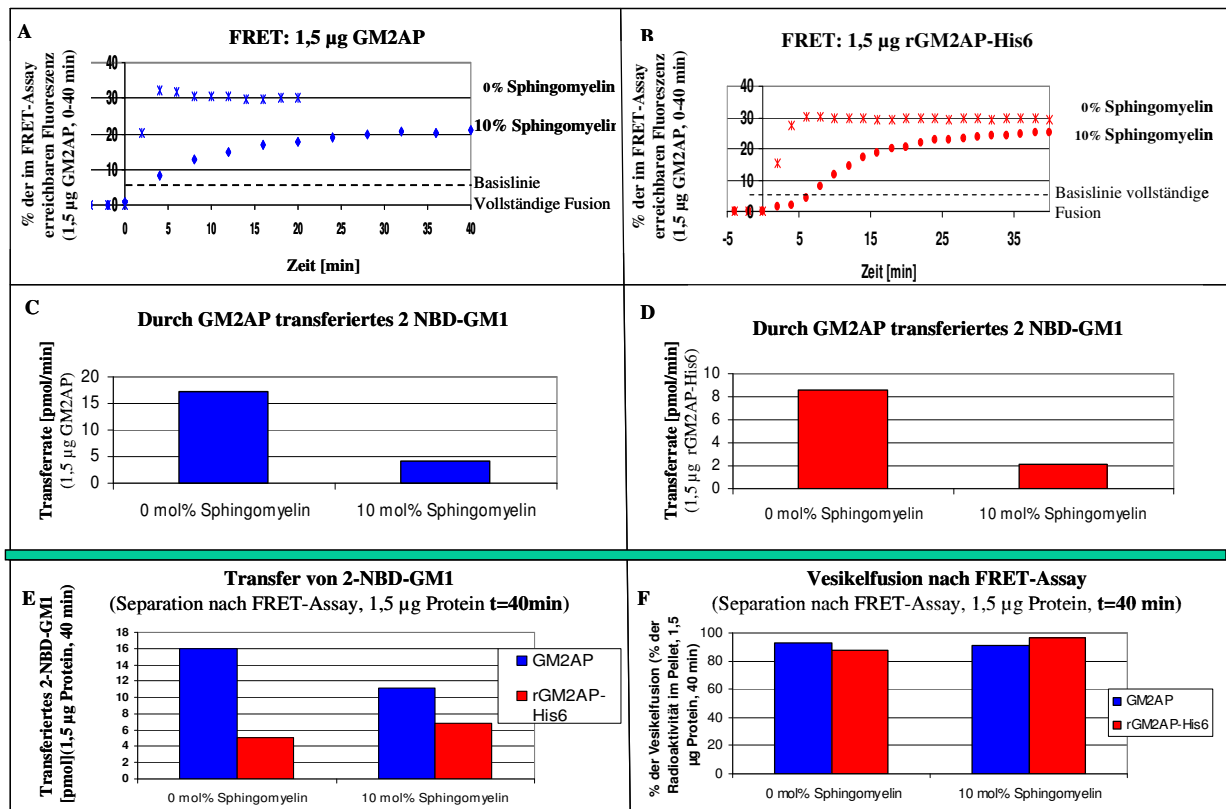 A
FRET: 1,5 µg GM2AP
% der im FRET-Assay
erreichbaren Fluoreszenz
(1,5 µg GM2AP, 0-40 min)
40
30
20
10
0
0% Sphingomyelin
10% Sphingomyelin
Basislinie
Vollständige Fusion
0 5 10 15 20 25 30 35 40
Zeit [min]
B
FRET: 1,5 µg rGM2AP-His6
% der im FRET-Assay
erreichbaren Fluoreszenz
(1,5 µg GM2AP, 0-40 min)
40
30
20
10
0
0% Sphingomyelin
10% Sphingomyelin
Basislinie vollständige
Fusion
-5 5 15 25 35
Zeit [min]
C
Durch GM2AP transferiertes 2 NBD-GM1
Transferrate [pmol/min]
(1,5 µg GM2AP)
20
15
10
5
0
0 mol% Sphingomyelin 10 mol% Sphingomyelin
D
Durch GM2AP transferiertes 2 NBD-GM1
Transferrate [pmol/min]
(1,5 µg rGM2AP-His6)
10
8
6
4
2
0
0 mol% Sphingomyelin 10 mol% Sphingomyelin
E
Transfer von 2-NBD-GM1
(Separation nach FRET-Assay, 1,5 µg Protein t=40min)
Transferiertes 2-NBD-GM1
[pmol](1,5 µg Protein, 40 min)
18
16
14
12
10
8
6
4
2
0
GM2AP
rGM2AP-
His6
0 mol% Sphingomyelin 10 mol% Sphingomyelin
F
Vesikelfusion nach FRET-Assay
(Separation nach FRET-Assay, 1,5 µg Protein, t=40 min)
% der Vesikelfusion (% der
Radioaktivität im Pellet, 1,5
µg Protein, 40 min)
100
80
60
40
20
0
GM2AP
rGM2AP-His6
0 mol% Sphingomyelin 10 mol% Sphingomyelin